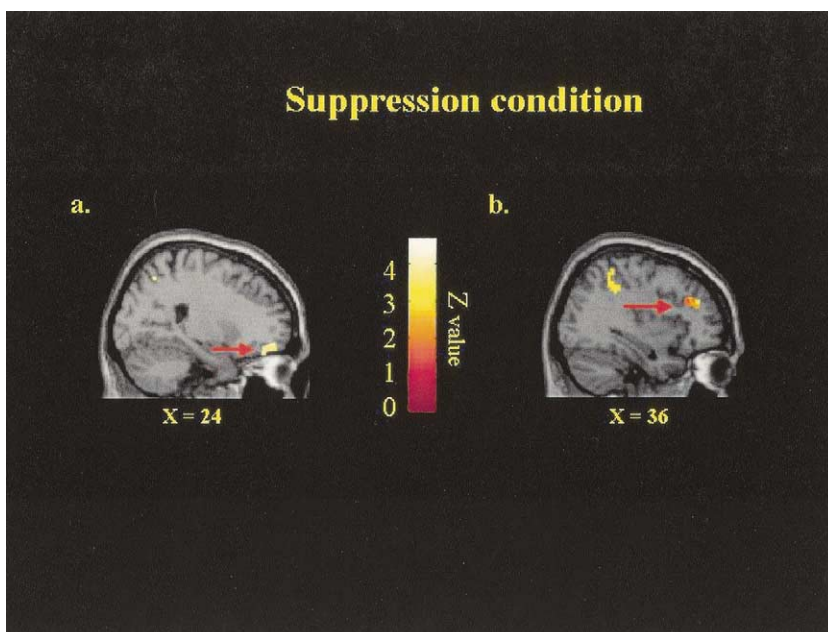 Suppression condition
a.
b.
4
3
2
1
0
Z value
X = 24
X = 36